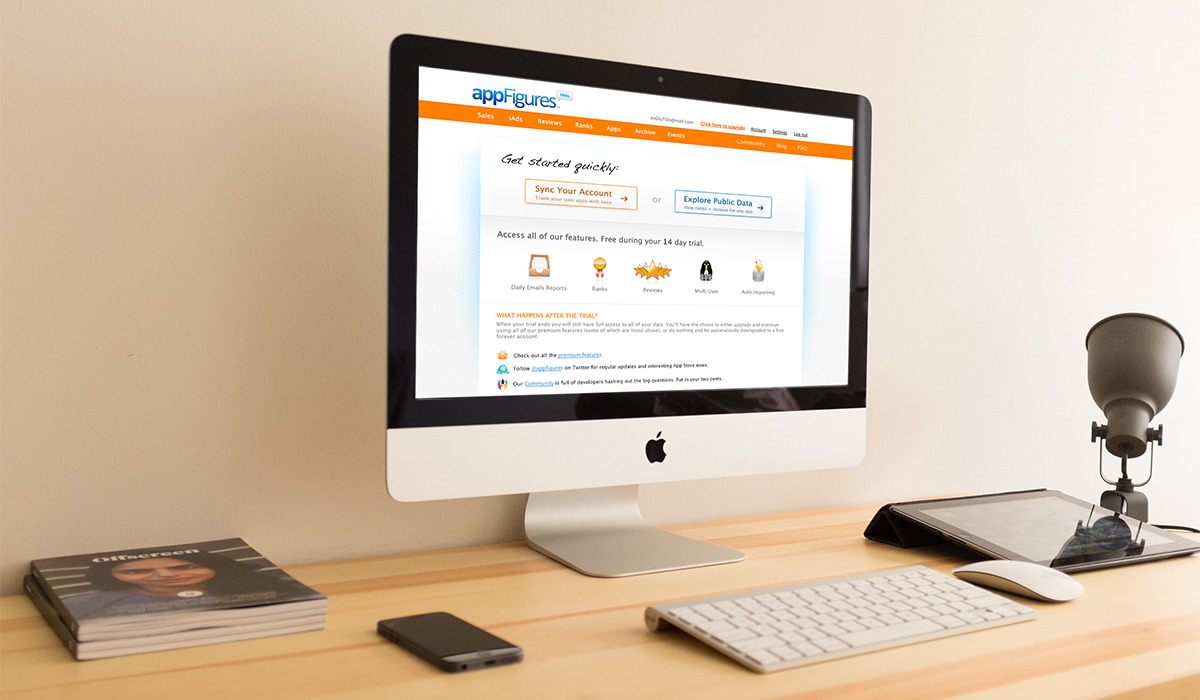 appFigures TRIAL
Click here to upgrade Account Settings Log out
Sales iAds Reviews Ranks Apps Archive Events Community Blog FAQ
Get started quickly:
Sync Your Account
Track your own apps with ease
or
Explore Public Data
View ranks + reviews for any app
Access all of our features. Free during your 14 day trial.
Daily Emails Reports Ranks Reviews Multi User Auto Importing
WHAT HAPPENS AFTER THE TRIAL?
When your trial ends you will still have full access to all of your data. You'll have the choice to either upgrade and continue
using all of our premium features (some of which are listed above), or do nothing and be automatically downgraded to a free
forever account.
Check out all the premium features.
Follow @appfigures on Twitter for regular updates and interesting App Store news.
Our Community is full of developers hashing out the big questions. Put in your two cents.
Offscreen